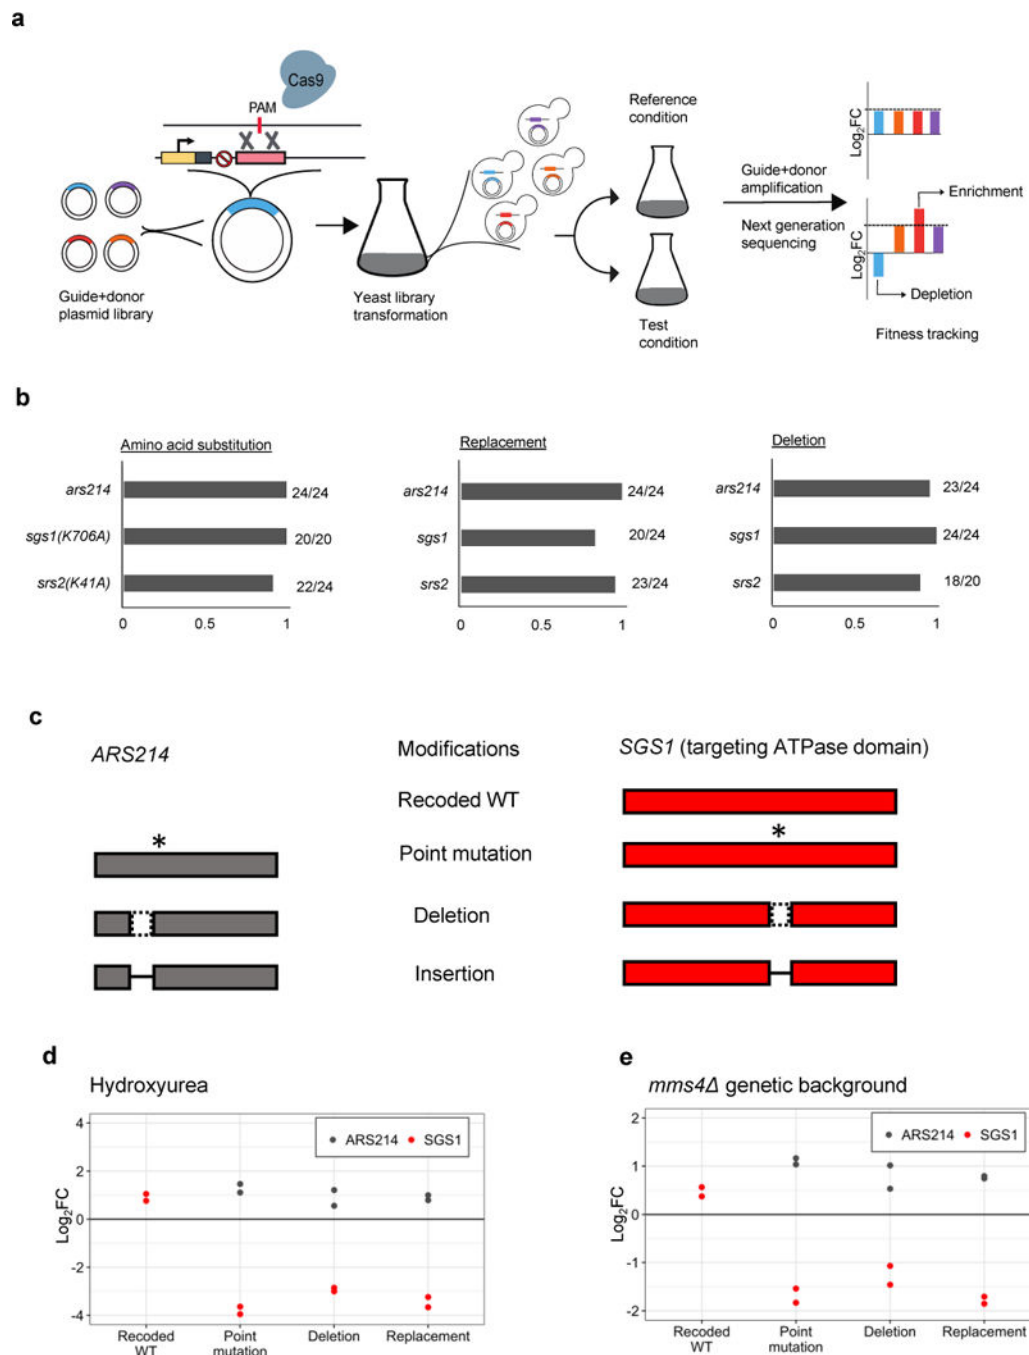 a
Cas9
PAM
Guide+donor
plasmid library
Yeast library
transformation
Reference
condition
Test
condition
Guide+donor
amplification
Next generation
sequencing
Log₂FC
Enrichment
Log₂FC
Depletion
Fitness tracking
b
Amino acid substitution
ars214
24/24
sgs1(K706A)
20/20
srs2(K41A)
22/24
0
0.5
1
Replacement
ars214
24/24
sgs1
20/24
srs2
23/24
0
0.5
1
Deletion
ars214
23/24
sgs1
24/24
srs2
18/20
0
0.5
1
c
ARS214
Modifications
SGS1 (targeting ATPase domain)
Recoded WT
*
Point mutation
*
Deletion
Insertion
d
Hydroxyurea
ARS214 SGS1
4
2
0
-2
-4
Log₂FC
Recoded
WT
Point
mutation
Deletion
Replacement
e
mms4Δ genetic background
ARS214 SGS1
2
1
0
-1
-2
Log₂FC
Recoded
WT
Point
mutation
Deletion
Replacement